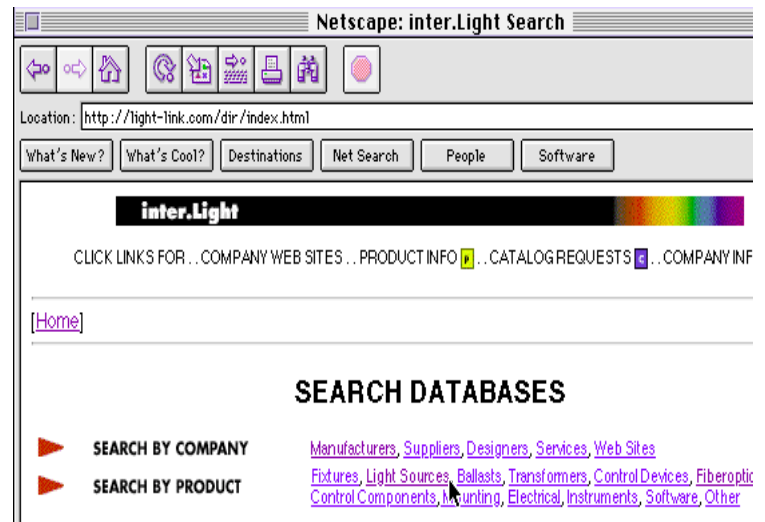 Netscape: inter.Light Search
Location: http://light-link.com/dir/index.html
What's New? What's Cool? Destinations Net Search People Software
inter.Light
CLICK LINKS FOR . . COMPANY WEB SITES . . PRODUCT INFO P . . CATALOG REQUESTS C . . COMPANY INF
[Home]
SEARCH DATABASES
SEARCH BY COMPANY Manufacturers, Suppliers, Designers, Services, Web Sites
SEARCH BY PRODUCT Fixtures, Light Sources, Ballasts, Transformers, Control Devices, Fiberoptic
Control Components, Mounting, Electrical, Instruments, Software, Other